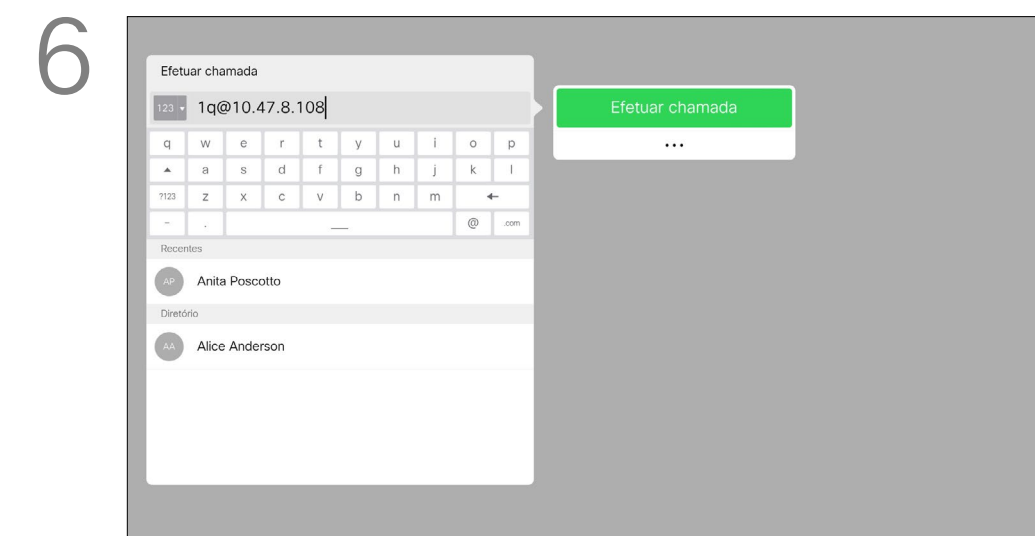 6
Efetuar chamada
123 1q@10.47.8.108
Efetuar chamada
...
q w e r t y u i o p
a s d f g h j k l
?123 z x c v b n m
- . __ @ .com
Recentes
AP Anita Poscotto
Diretório
AA Alice Anderson